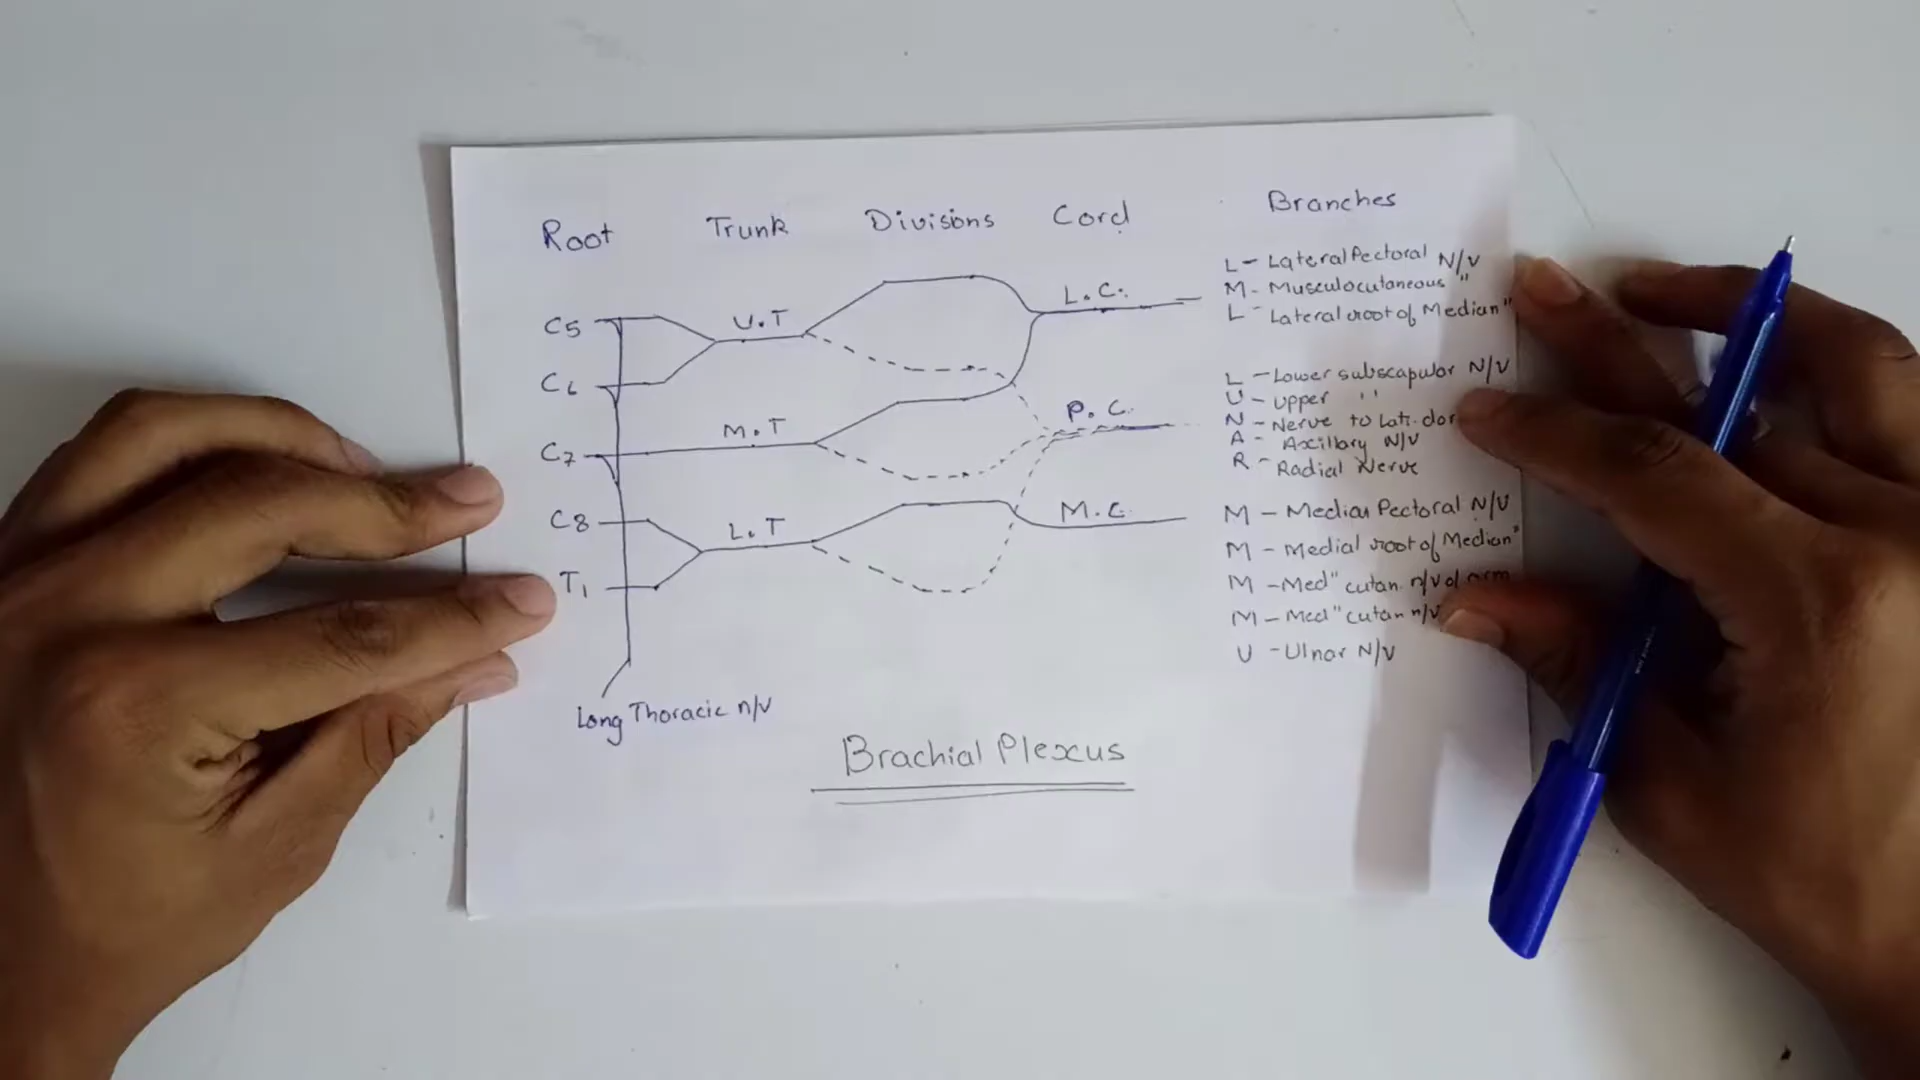 Root Trunk Divisions Cord Branches
C5
C6
C7
C8
T1
U.T
M.T
L.T
L.C.
P.C.
M.C.
L - Lateral Pectoral N/V
M - Musculocutaneous "
L - Lateral root of Median "
L - Lower subscapular N/V
U - Upper "
N - Nerve to Lati. dor
A - Axillary N/V
R - Radial Nerve
M - Median Pectoral N/V
M - Medial root of Median "
M - Med" cutan. n/v of arm
M - Med" cutan n/v
U - Ulnar N/V
Long Thoracic n/v
Brachial Plexus